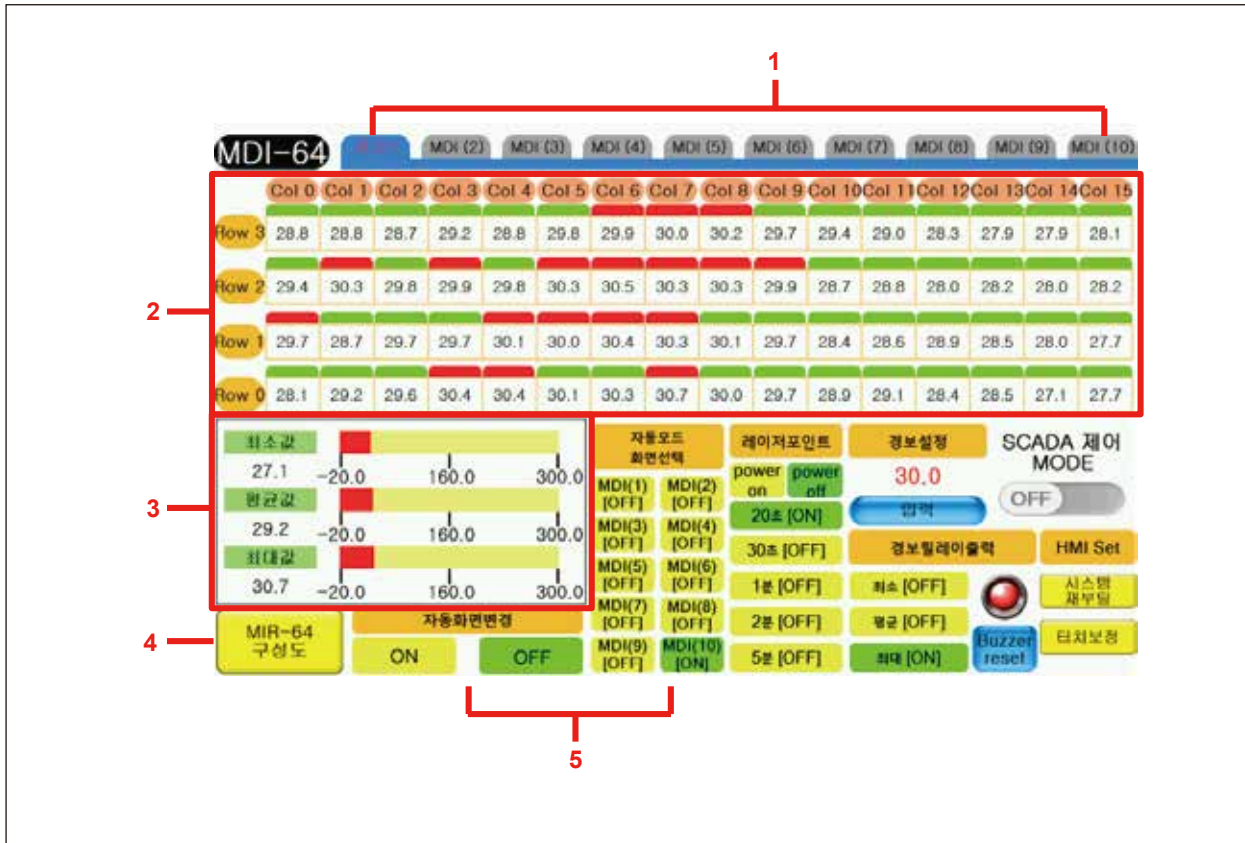 1
MDI-64 MDI (2) MDI (3) MDI (4) MDI (5) MDI (6) MDI (7) MDI (8) MDI (9) MDI (10)
Col 0 Col 1 Col 2 Col 3 Col 4 Col 5 Col 6 Col 7 Col 8 Col 9 Col 10 Col 11 Col 12 Col 13 Col 14 Col 15
Row 3 28.8 28.8 28.7 29.2 28.8 29.8 29.9 30.0 30.2 29.7 29.4 29.0 28.3 27.9 27.9 28.1
Row 2 29.4 30.3 29.8 29.9 29.8 30.3 30.5 30.3 30.3 29.9 28.7 28.8 28.0 28.2 28.0 28.2
2
Row 1 29.7 28.7 29.7 29.7 30.1 30.0 30.4 30.3 30.1 29.7 28.4 28.6 28.9 28.5 28.0 27.7
Row 0 28.1 29.2 29.6 30.4 30.4 30.1 30.3 30.7 30.0 29.7 28.9 29.1 28.4 28.5 27.1 27.7
3
최소값
27.1 -20.0 160.0 300.0
평균값
29.2 -20.0 160.0 300.0
최대값
30.7 -20.0 160.0 300.0
4
MIR-64
구성도
자동화면변경
ON OFF
5
자동모드
화면선택
MDI(1) [OFF] MDI(2) [OFF]
MDI(3) [OFF] MDI(4) [OFF]
MDI(5) [OFF] MDI(6) [OFF]
MDI(7) [OFF] MDI(8) [OFF]
MDI(9) [OFF] MDI(10) [ON]
레이저포인트
power on power off
20초 [ON]
30초 [OFF]
1분 [OFF]
2분 [OFF]
5분 [OFF]
경보설정
30.0
입력
경보릴레이출력
최소 [OFF]
평균 [OFF]
최대 [ON]
Buzzer
reset
SCADA 제어
MODE
OFF
HMI Set
시스템
재부팅
터치보정